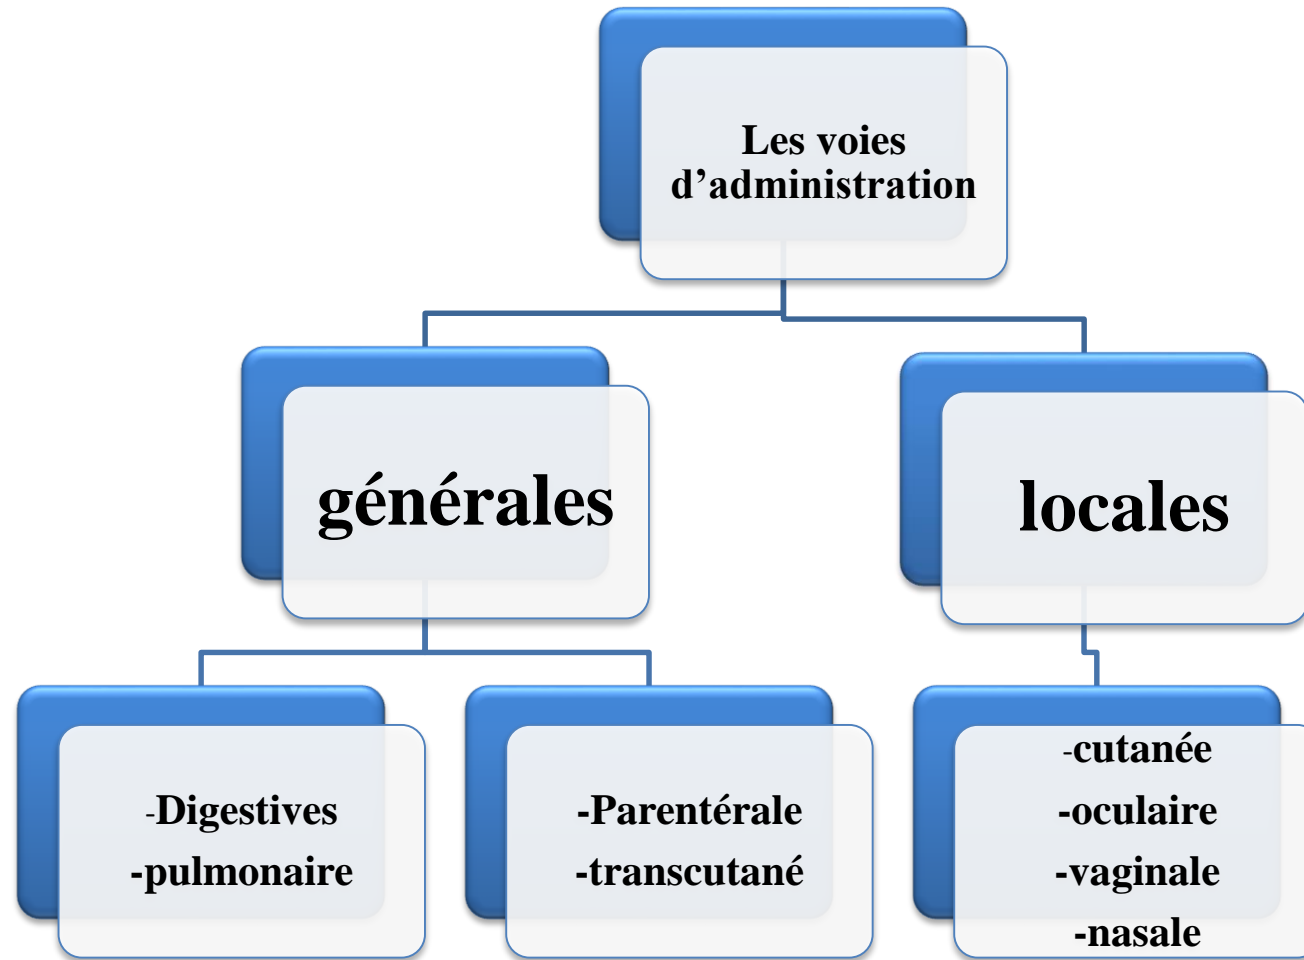 Les voies
d’administration
générales
locales
-Digestives
-pulmonaire
-Parentérale
-transcutané
-cutanée
-oculaire
-vaginale
-nasale